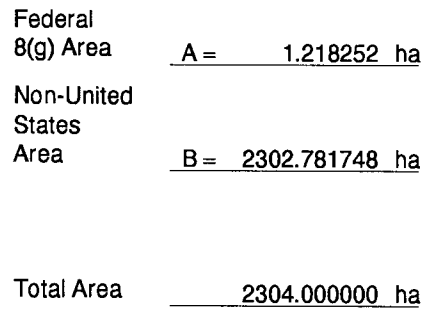 Federal
8(g) Area A = 1.218252 ha
Non-United
States
Area B = 2302.781748 ha
Total Area 2304.000000 ha